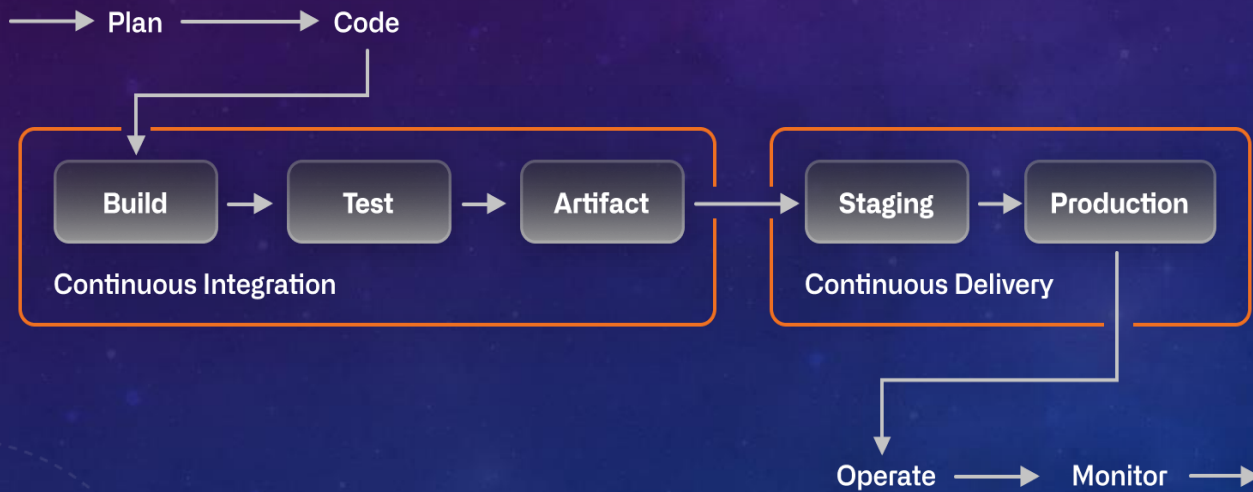 Plan
Code
Build
Test
Artifact
Continuous Integration
Staging
Production
Continuous Delivery
Operate
Monitor